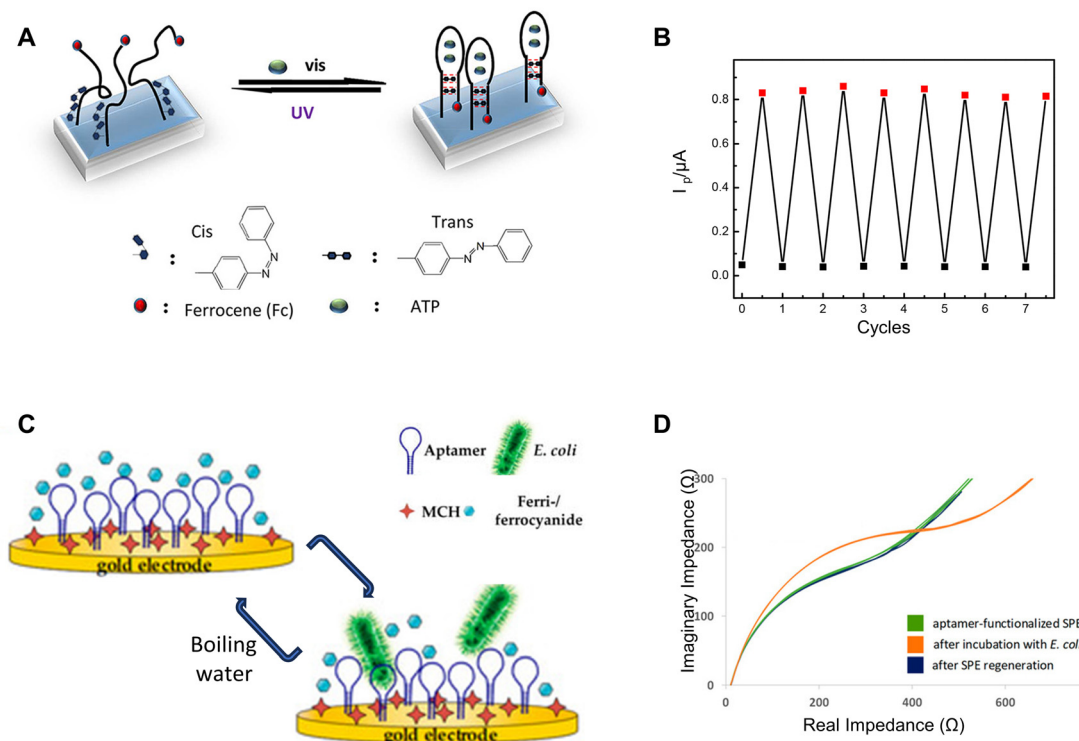 A
vis
UV
Cis
Trans
N
N
N
N
:
:
: Ferrocene (Fc)
: ATP
B
I p/μA
0.8
0.6
0.4
0.2
0.0
0 1 2 3 4 5 6 7
Cycles
C
Aptamer
E. coli
MCH
Ferri-/
ferrocyanide
gold electrode
Boiling
water
gold electrode
D
Imaginary Impedance (Ω)
300
200
100
0
0 200 400 600
Real Impedance (Ω)
aptamer-functionalized SPE
after incubation with E. coli
after SPE regeneration